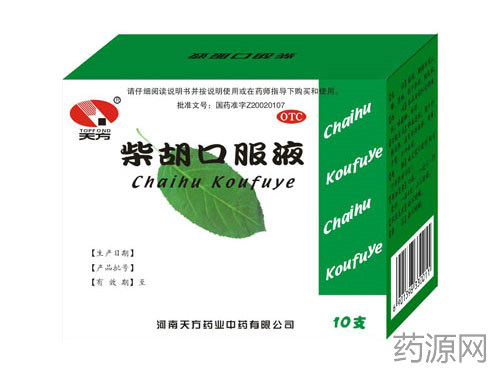 柴胡口服液
请仔细阅读说明书并按说明使用或在药师指导下购买和使用。
批准文号：国药准字Z20020107
OTC
®
TOPFOND
天方
柴胡口服液
Chaihu Koufuye
Chaihu
Koufuye
Chaihu
Koufuye
【生产日期】
【产品批号】
【有 效 期】至
河南天方药业中药有限公司
10支
药源网